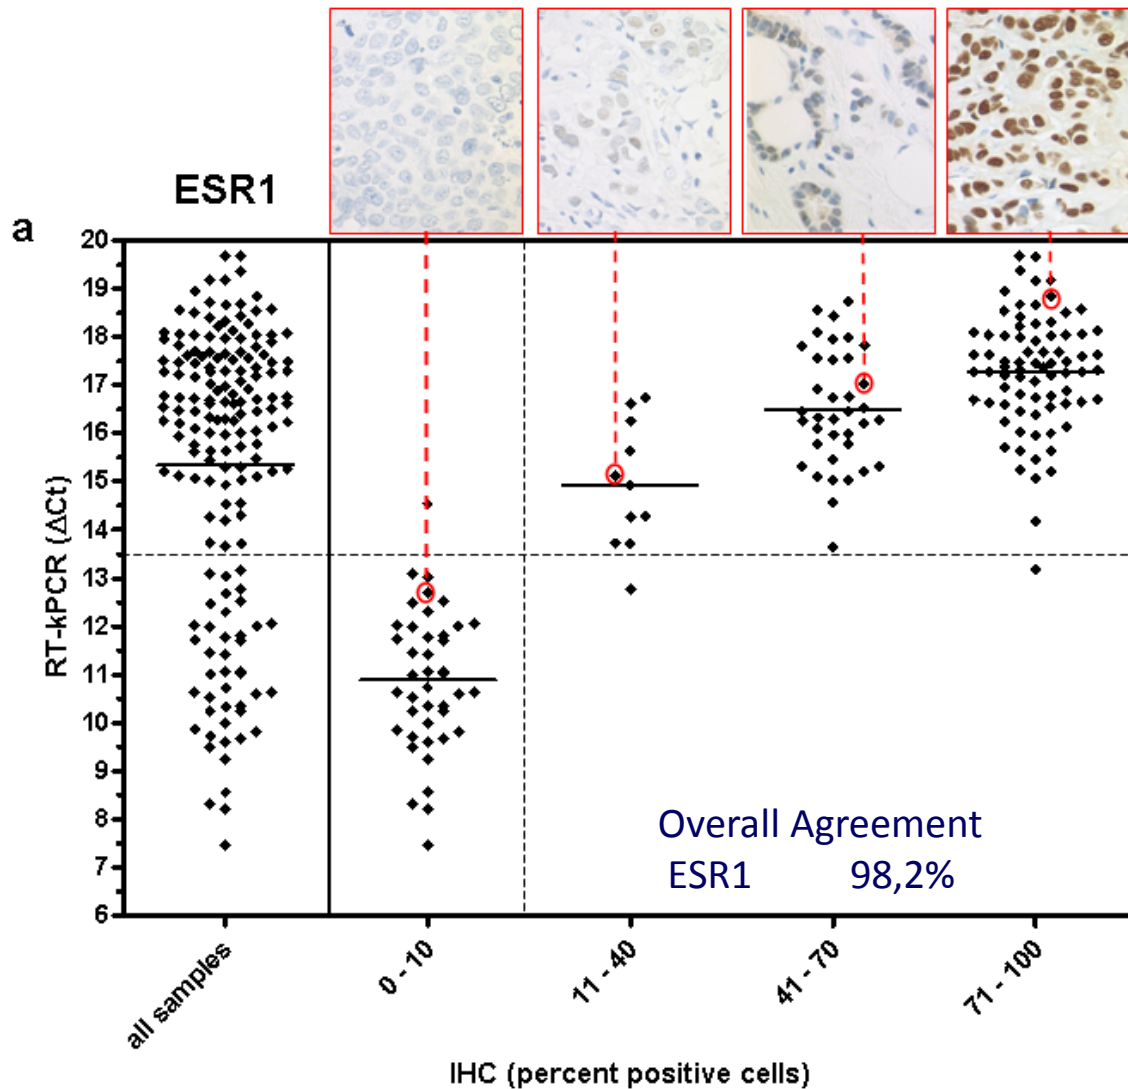 ESR1
a
RT-kPCR (ΔCt)
20
19
18
17
16
15
14
13
12
11
10
9
8
7
6
Overall Agreement
ESR1 98,2%
all samples
0 - 10
11 - 40
41 - 70
71 - 100
IHC (percent positive cells)